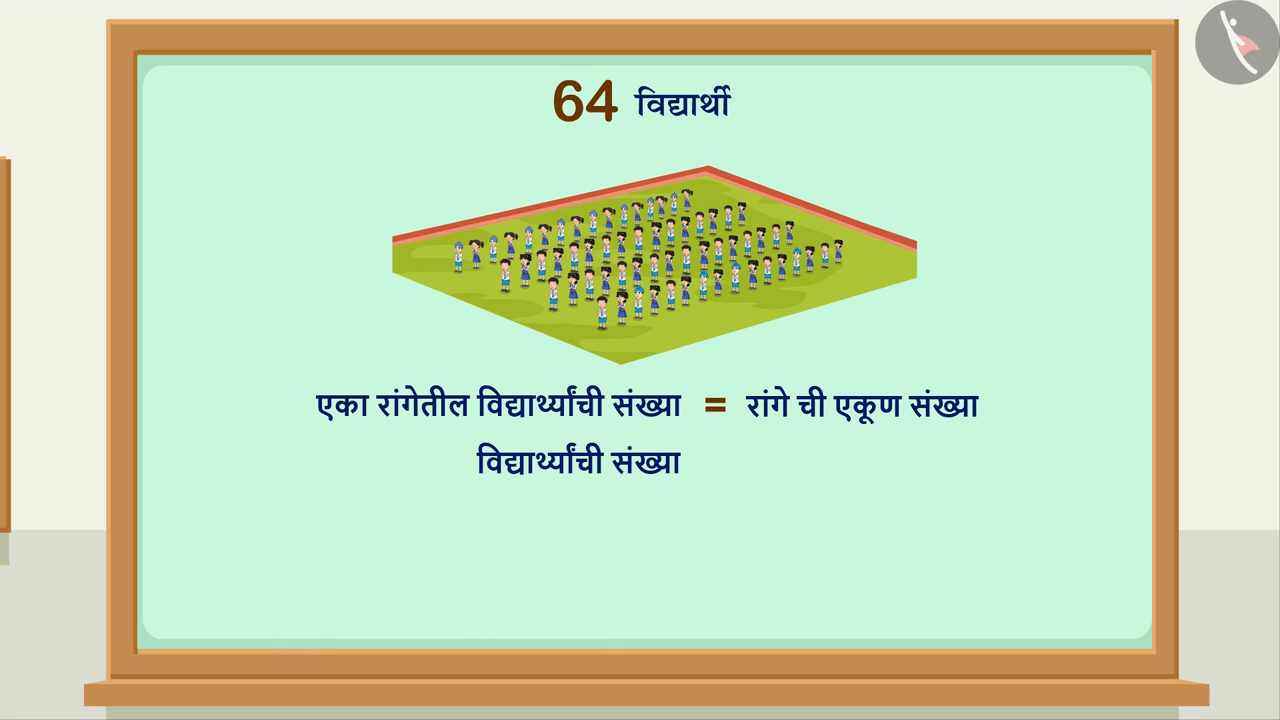 64 विद्यार्थी
एका रांगेतील विद्यार्थ्यांची संख्या = रांगे ची एकूण संख्या
विद्यार्थ्यांची संख्या